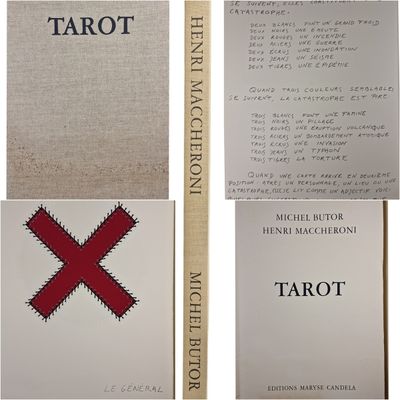 TAROT
HENRI MACCHERONI
MICHEL BUTOR
SE SUIVENT, ELLES CONSTITUENT
CATASTROPHE.
DEUX BLANCS FONT UN GRAND FROID
DEUX NOIRS UNE ÉMEUTE
DEUX ROUGES UN INCENDIE
DEUX ACIERS UNE GUERRE
DEUX ECRUS UNE INONDATION
DEUX JEANS UN SÉISME
DEUX TIGRES UNE ÉPIDÉMIE
QUAND TROIS COULEURS SEMBLABLES
SE SUIVENT, LA CATASTROPHE EST PIRE
TROIS BLANCS FONT UNE FAMINE
TROIS NOIRS UN PILLAGE
TROIS ROUGES UNE ÉRUPTION VOLCANIQUE
TROIS ACIERS UN BOMBARDEMENT ATOMIQUE
TROIS ECRUS UNE INVASION
TROIS JEANS UN TYPHON
TROIS TIGRES LA TORTURE
QUAND UNE CARTE ARRIVE EN DEUXIÈME
POSITION APRÈS UN PERSONNAGE, UN LIEU OU UNE
CATASTROPHE, ELLE LIT COMME UN ADJECTIF VOIR
LE GÉNÉRAL
MICHEL BUTOR
HENRI MACCHERONI
TAROT
EDITIONS MARYSE CANDELA